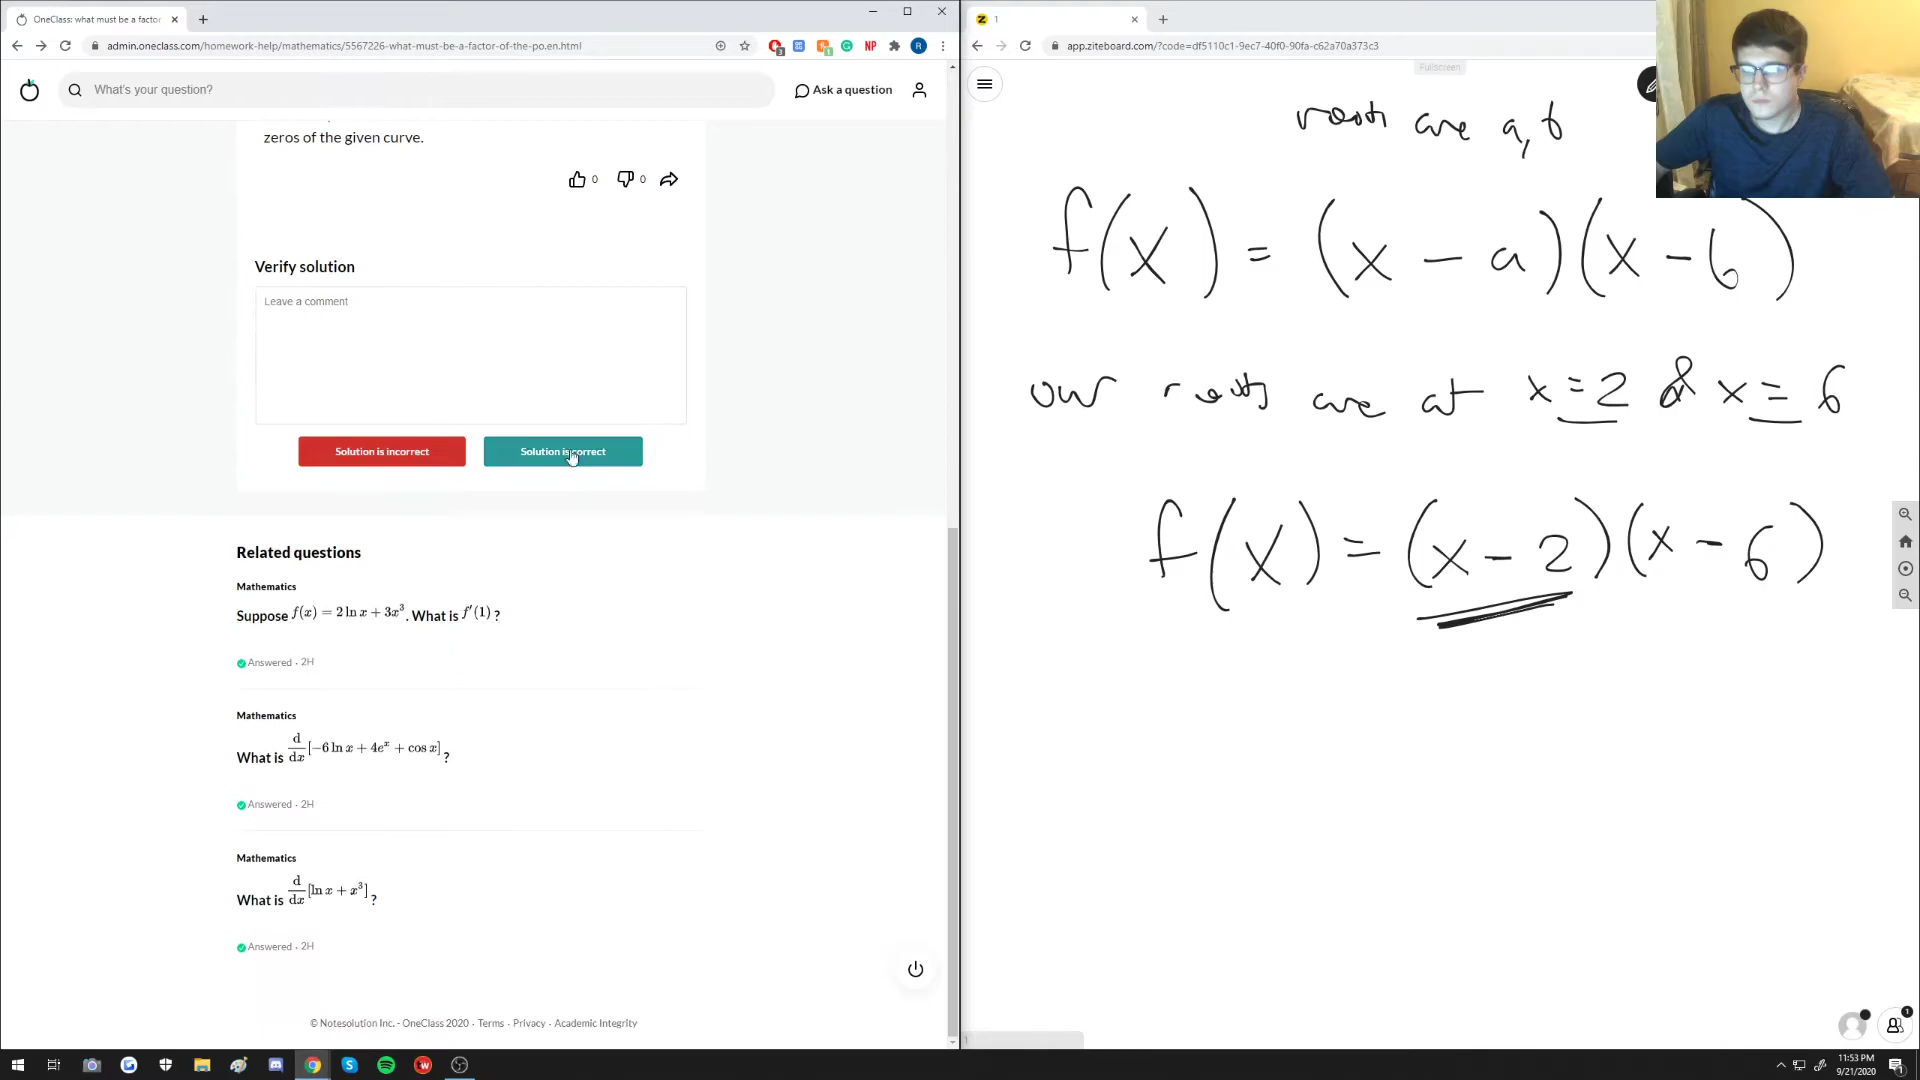 OneClass: what must be a factor
admin.oneclass.com/homework-help/mathematics/5567226-what-must-be-a-factor-of-the-po.en.html
NP
R
What's your question?
Ask a question
zeros of the given curve.
0
0
Verify solution
Leave a comment
Solution is incorrect
Solution is correct
Related questions
Mathematics
Suppose f(x) = 2 ln x + 3x³. What is f′(1) ?
Answered · 2H
Mathematics
What is d/dx [−6 ln x + 4eˣ + cos x] ?
Answered · 2H
Mathematics
What is d/dx [ln x + x³] ?
Answered · 2H
© Notesolution Inc. - OneClass 2020 - Terms - Privacy - Academic Integrity
1
app.ziteboard.com/?code=df5110c1-9ec7-40f0-90fa-c62a70a373c3
Fullscreen
roots are a, b
f(x) = (x - a)(x - b)
our roots are at x = 2 & x = 6
f(x) = (x - 2)(x - 6)
1
11:53 PM
9/21/2020